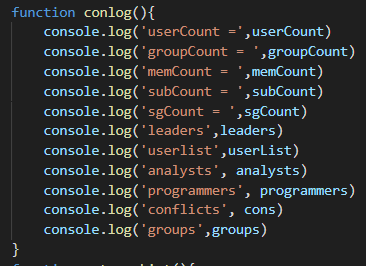 function conlog(){
    console.log('userCount =',userCount)
    console.log('groupCount = ',groupCount)
    console.log('memCount = ',memCount)
    console.log('subCount = ',subCount)
    console.log('sgCount = ',sgCount)
    console.log('leaders',leaders)
    console.log('userlist',userList)
    console.log('analysts', analysts)
    console.log('programmers', programmers)
    console.log('conflicts', cons)
    console.log('groups',groups)
}